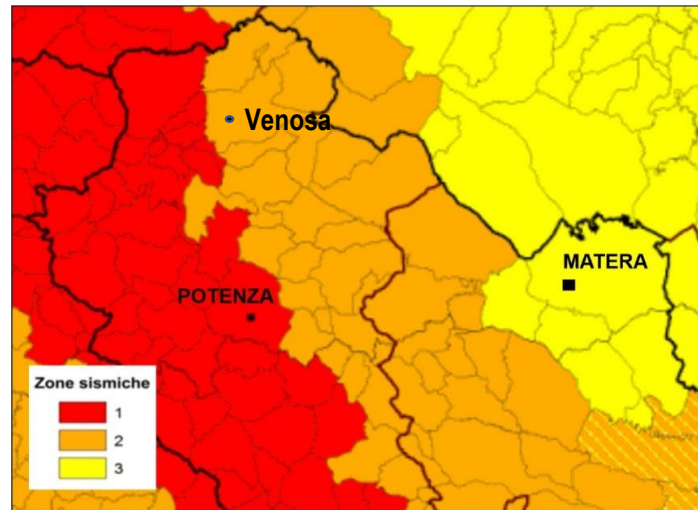 Venosa
MATERA
POTENZA
Zone sismiche
1
2
3